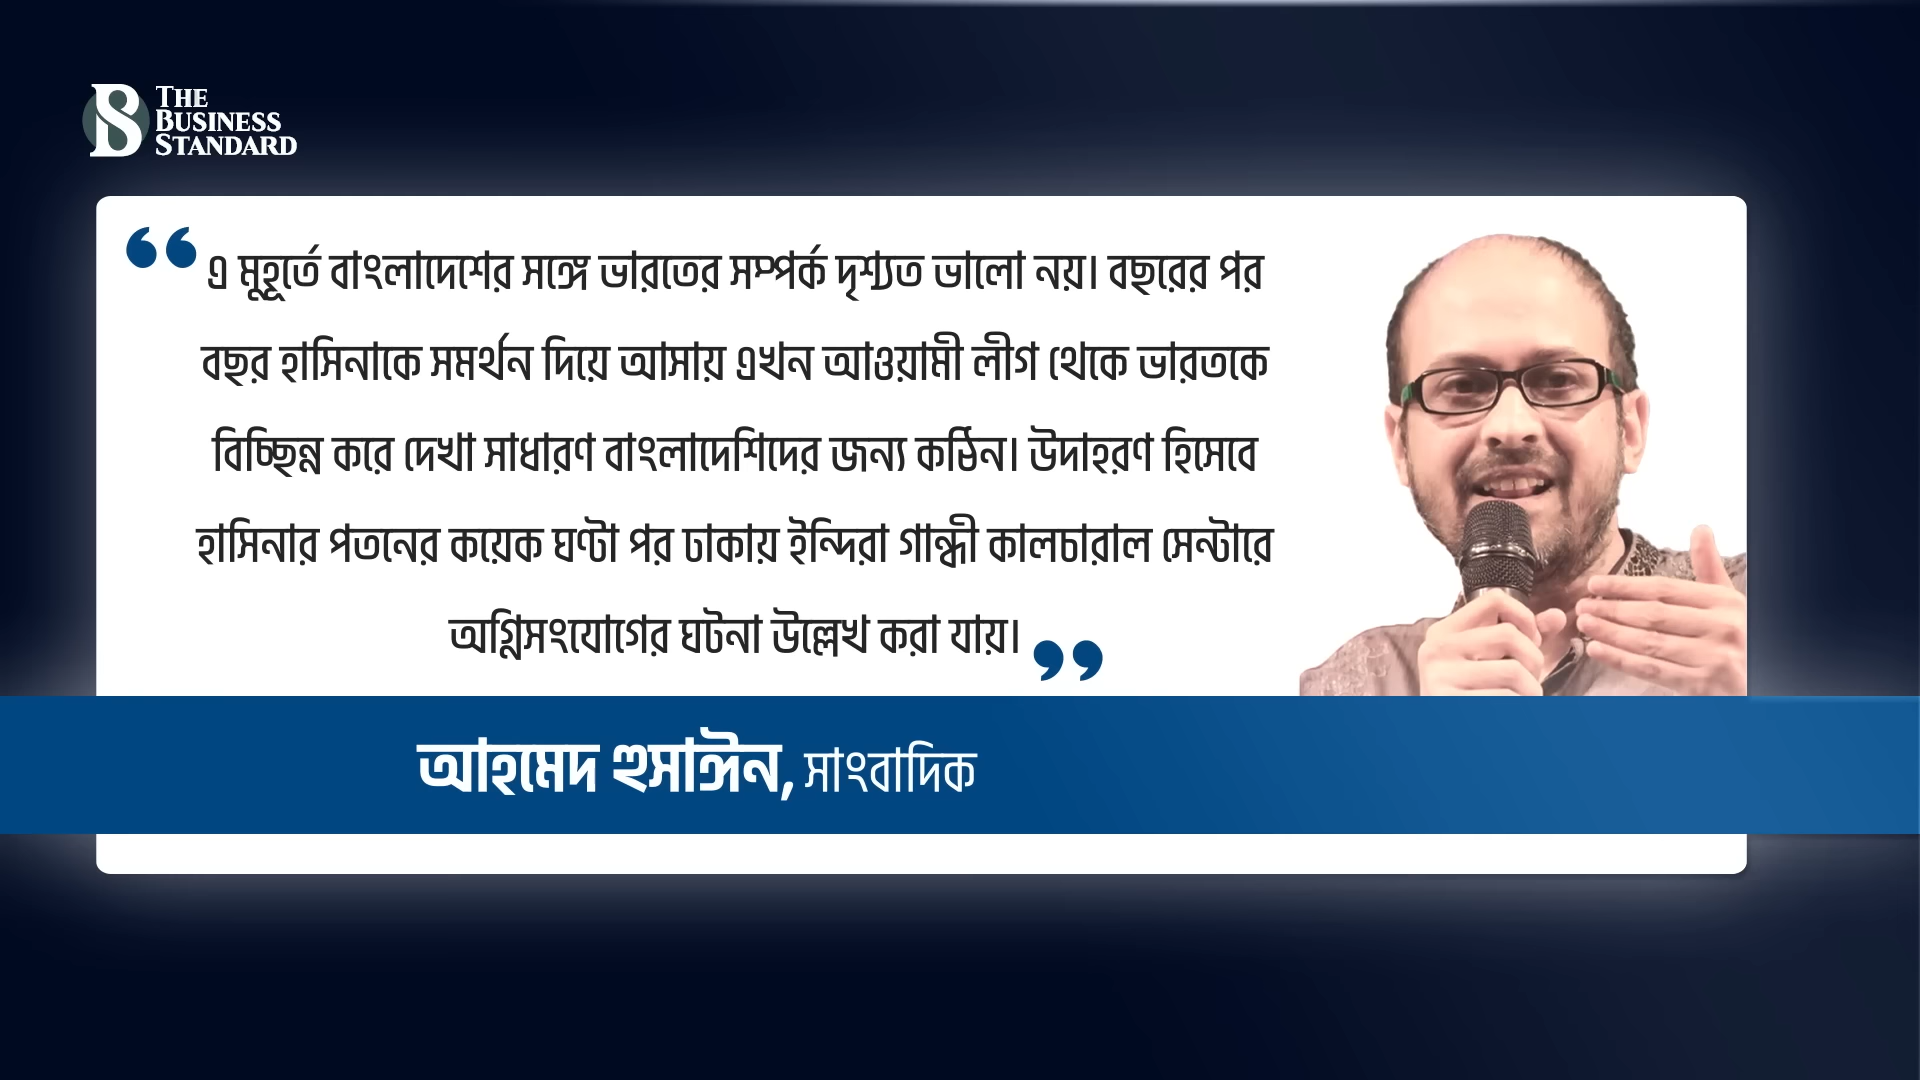 THE
BUSINESS
STANDARD
“এ মুহূর্তে বাংলাদেশের সঙ্গে ভারতের সম্পর্ক দৃশ্যত ভালো নয়। বছরের পর
বছর হাসিনাকে সমর্থন দিয়ে আসায় এখন আওয়ামী লীগ থেকে ভারতকে
বিচ্ছিন্ন করে দেখা সাধারণ বাংলাদেশিদের জন্য কঠিন। উদাহরণ হিসেবে
হাসিনার পতনের কয়েক ঘণ্টা পর ঢাকায় ইন্দিরা গান্ধী কালচারাল সেন্টারে
অগ্নিসংযোগের ঘটনা উল্লেখ করা যায়।”
আহমেদ হুসাঈন, সাংবাদিক